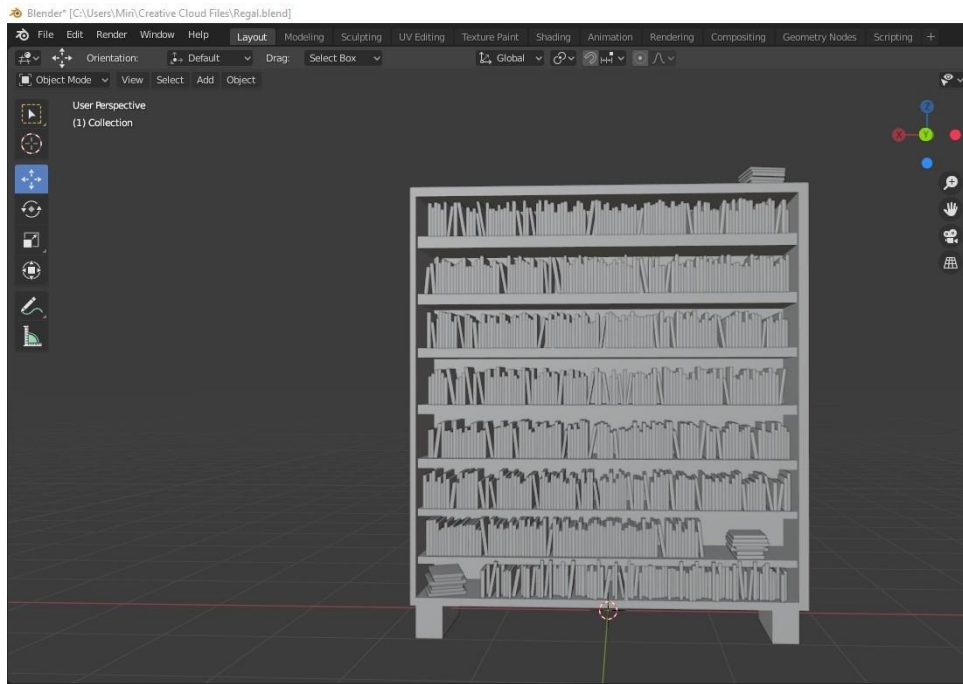 Blender* [C:\Users\Miri\Creative Cloud Files\Regal.blend]
File Edit Render Window Help Layout Modeling Sculpting UV Editing Texture Paint Shading Animation Rendering Compositing Geometry Nodes Scripting +
Orientation: Default Drag: Select Box Global
Object Mode View Select Add Object
User Perspective
(1) Collection
Z
X Y